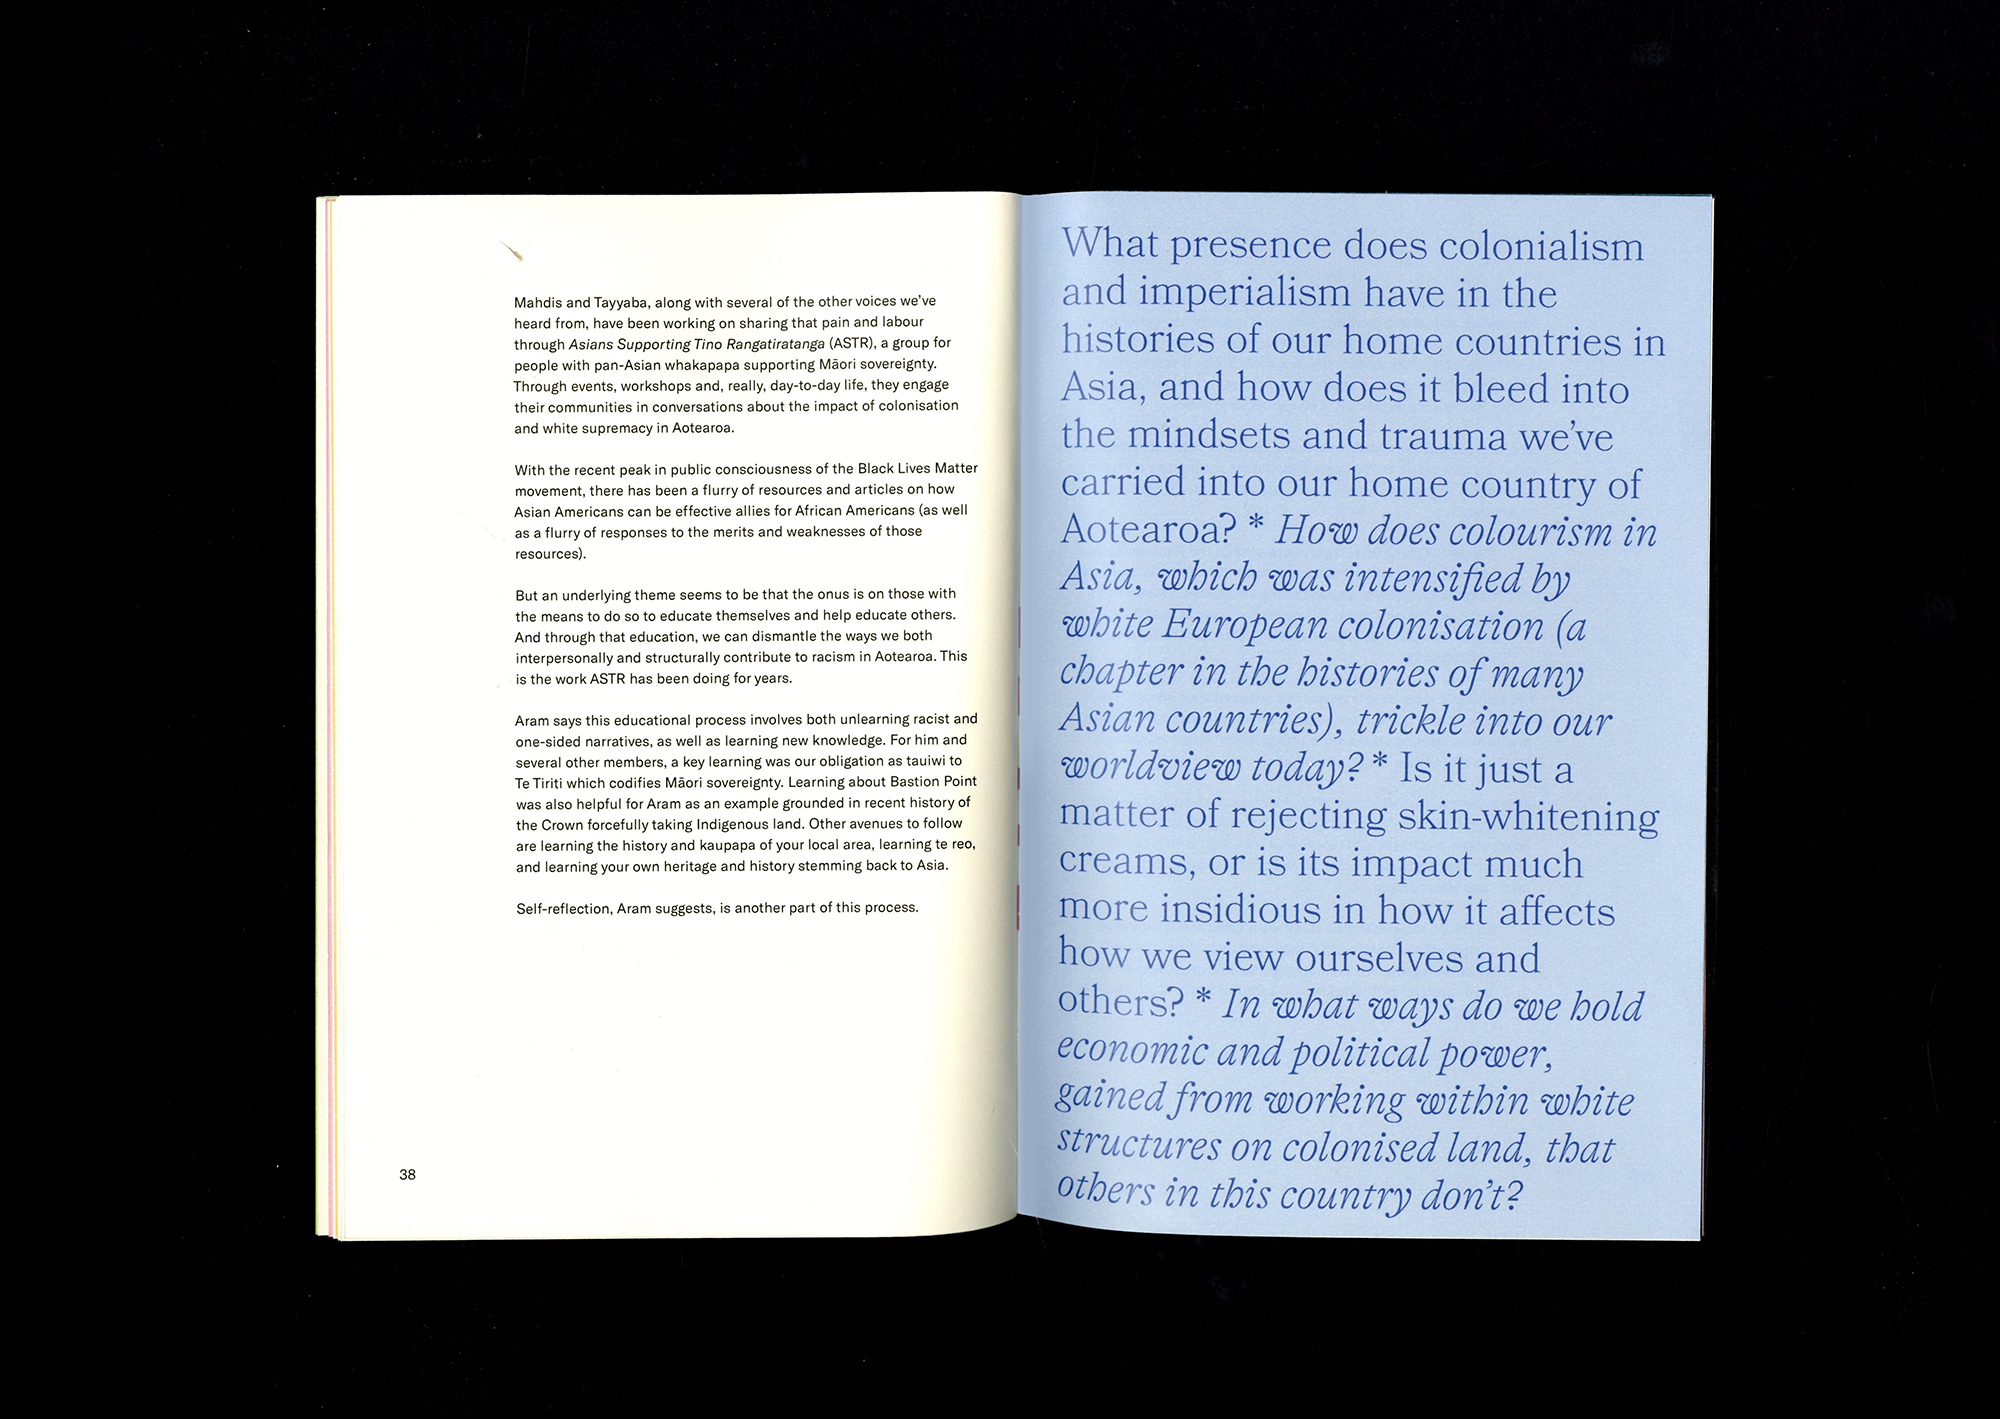 Mahdis and Tayyaba, along with several of the other voices we've
heard from, have been working on sharing that pain and labour
through Asians Supporting Tino Rangatiratanga (ASTR), a group for
people with pan-Asian whakapapa supporting Māori sovereignty.
Through events, workshops and, really, day-to-day life, they engage
their communities in conversations about the impact of colonisation
and white supremacy in Aotearoa.
With the recent peak in public consciousness of the Black Lives Matter
movement, there has been a flurry of resources and articles on how
Asian Americans can be effective allies for African Americans (as well
as a flurry of responses to the merits and weaknesses of those
resources).
But an underlying theme seems to be that the onus is on those with
the means to do so to educate themselves and help educate others.
And through that education, we can dismantle the ways we both
interpersonally and structurally contribute to racism in Aotearoa. This
is the work ASTR has been doing for years.
Aram says this educational process involves both unlearning racist and
one-sided narratives, as well as learning new knowledge. For him and
several other members, a key learning was our obligation as tauiwi to
Te Tiriti which codifies Māori sovereignty. Learning about Bastion Point
was also helpful for Aram as an example grounded in recent history of
the Crown forcefully taking Indigenous land. Other avenues to follow
are learning the history and kaupapa of your local area, learning te reo,
and learning your own heritage and history stemming back to Asia.
Self-reflection, Aram suggests, is another part of this process.
38
What presence does colonialism
and imperialism have in the
histories of our home countries in
Asia, and how does it bleed into
the mindsets and trauma we've
carried into our home country of
Aotearoa? * How does colourism in
Asia, which was intensified by
white European colonisation (a
chapter in the histories of many
Asian countries), trickle into our
worldview today? * Is it just a
matter of rejecting skin-whitening
creams, or is its impact much
more insidious in how it affects
how we view ourselves and
others? * In what ways do we hold
economic and political power,
gained from working within white
structures on colonised land, that
others in this country don't?